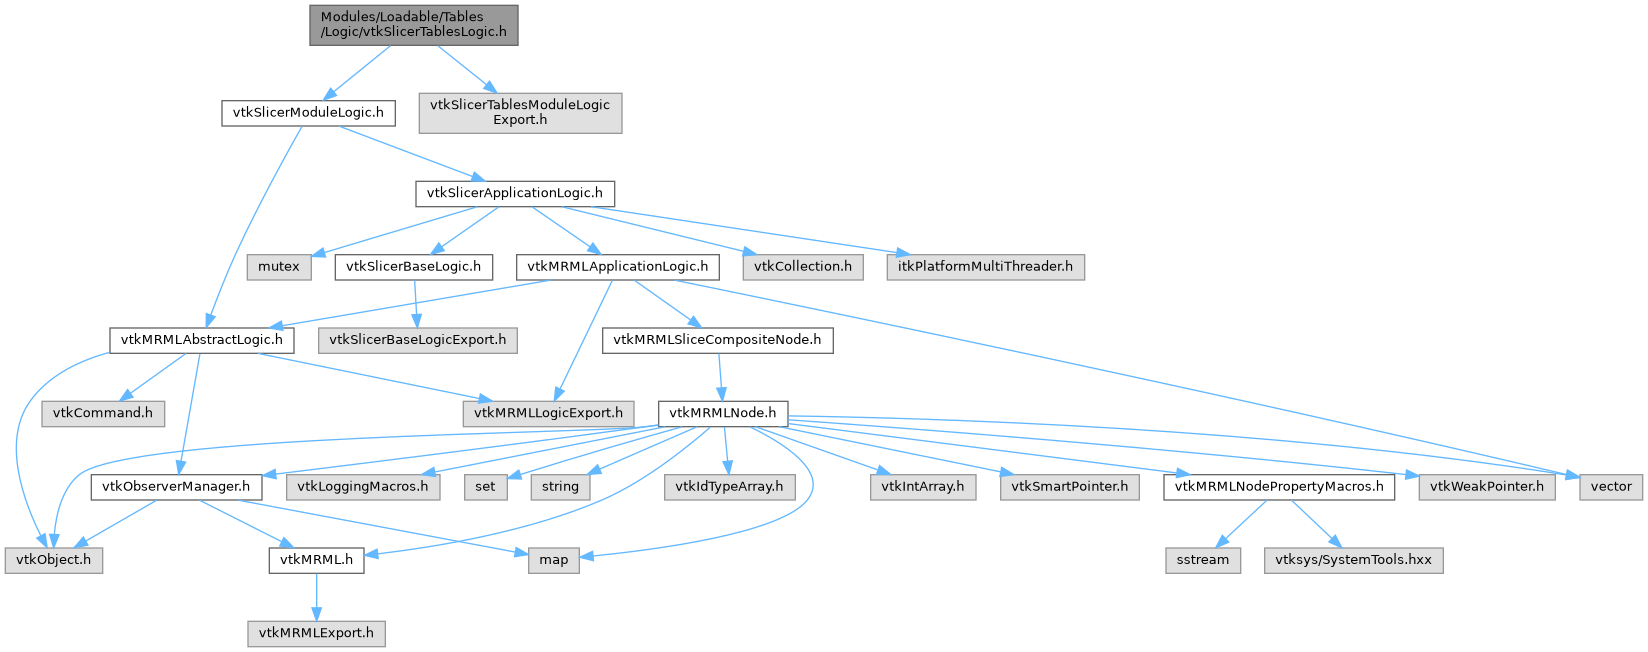 Modules/Loadable/Tables
/Logic/vtkSlicerTablesLogic.h
vtkSlicerModuleLogic.h
vtkSlicerTablesModuleLogic
Export.h
vtkSlicerApplicationLogic.h
mutex
vtkSlicerBaseLogic.h
vtkMRMLApplicationLogic.h
vtkCollection.h
itkPlatformMultiThreader.h
vtkMRMLAbstractLogic.h
vtkSlicerBaseLogicExport.h
vtkMRMLSliceCompositeNode.h
vtkCommand.h
vtkMRMLLogicExport.h
vtkMRMLNode.h
vtkObserverManager.h
vtkLoggingMacros.h
set
string
vtkIdTypeArray.h
vtkIntArray.h
vtkSmartPointer.h
vtkMRMLNodePropertyMacros.h
vtkWeakPointer.h
vector
vtkObject.h
vtkMRML.h
map
sstream
vtksys/SystemTools.hxx
vtkMRMLExport.h